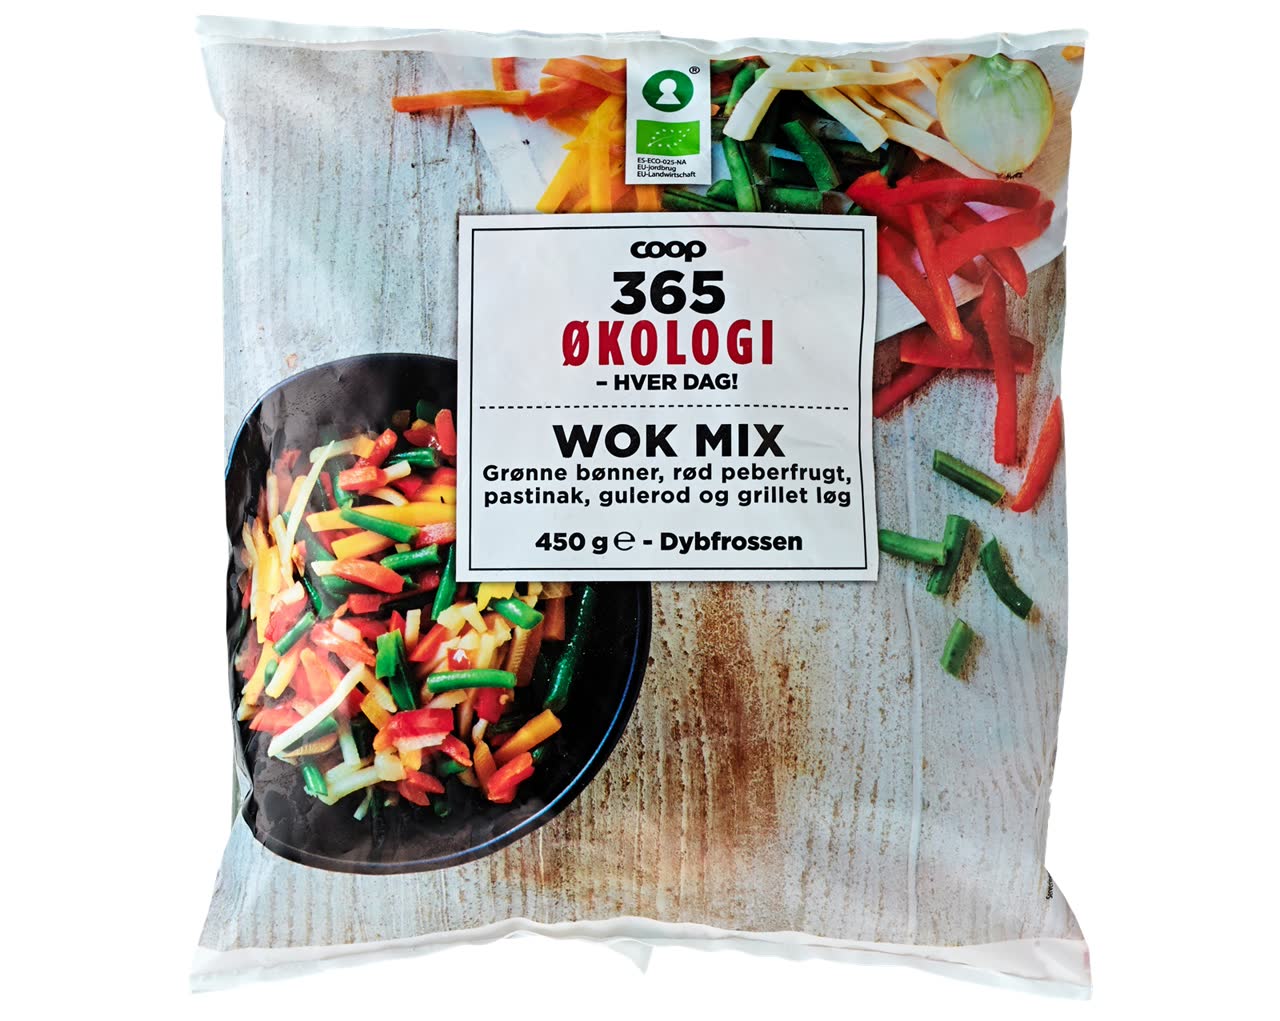 ®
ES-ECO-025-NA
EU-jordbrug
EU-Landwirtschaft
coop
365
ØKOLOGI
– HVER DAG!
WOK MIX
Grønne bønner, rød peberfrugt,
pastinak, gulerod og grillet løg
450 g ℮ - Dybfrossen